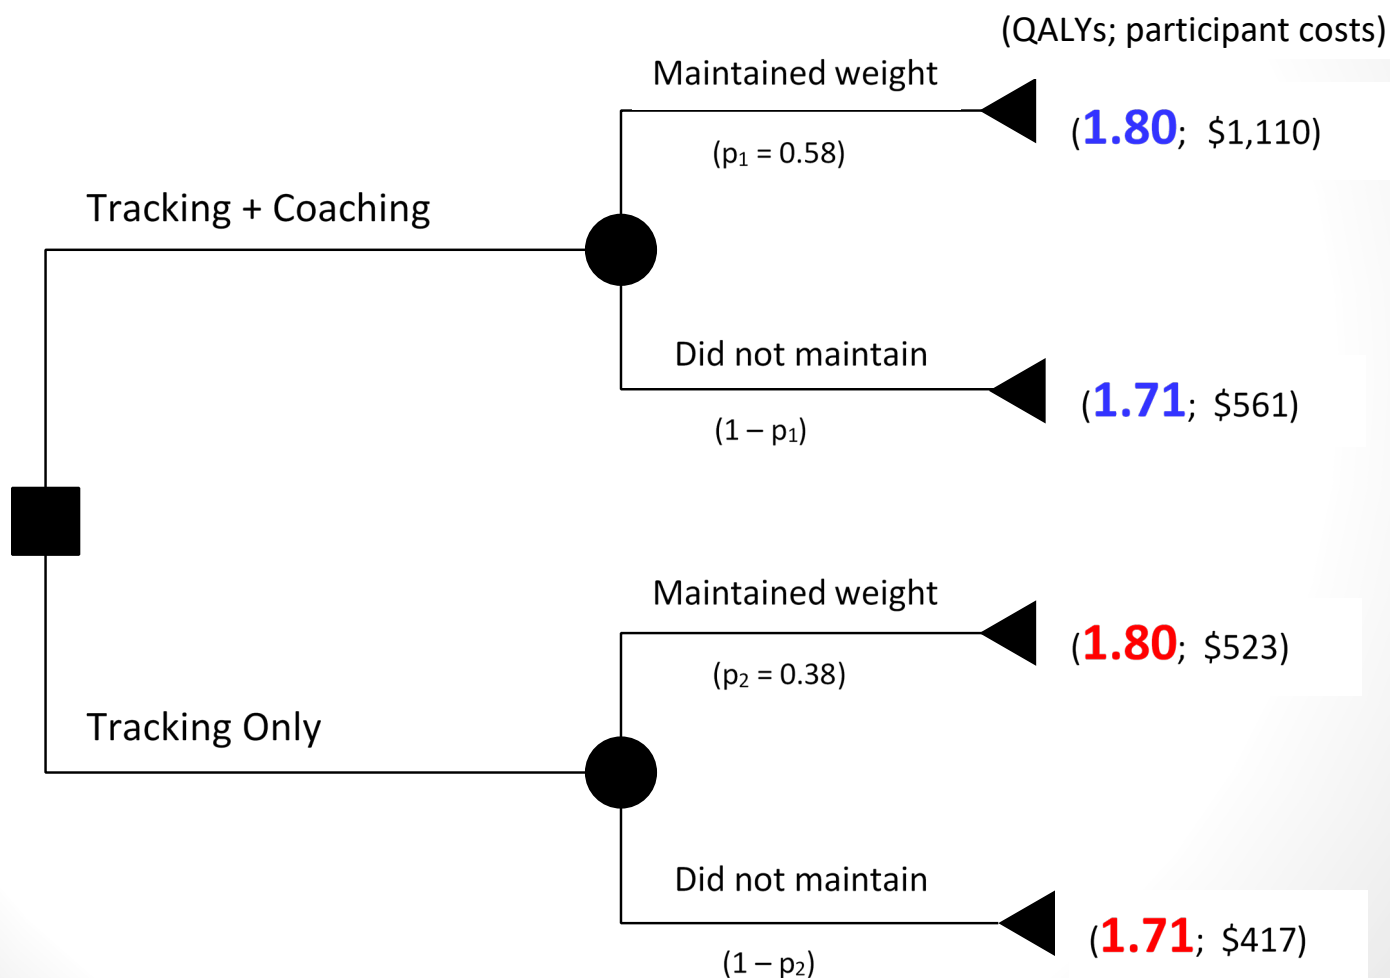 (QALYs; participant costs)
Maintained weight
(1.80; $1,110)
(p₁ = 0.58)
Tracking + Coaching
Did not maintain
(1.71; $561)
(1 – p₁)
Maintained weight
(1.80; $523)
(p₂ = 0.38)
Tracking Only
Did not maintain
(1.71; $417)
(1 – p₂)